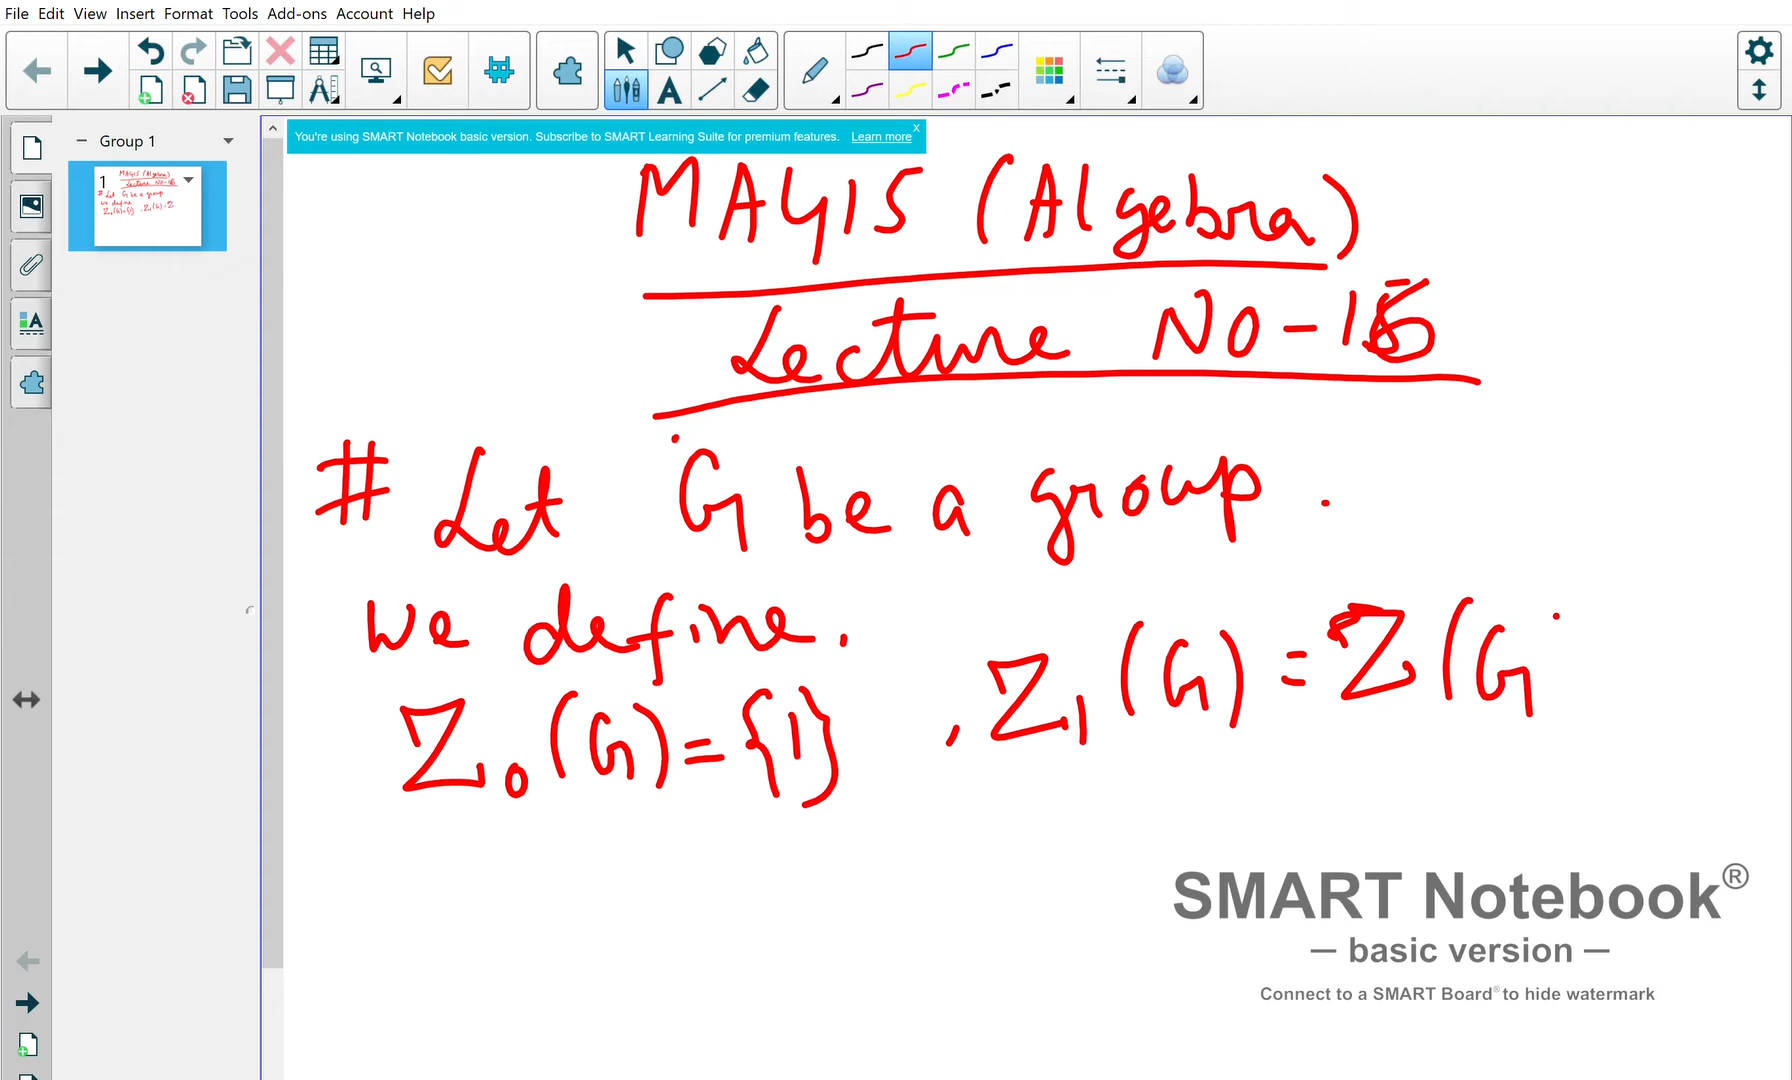 File Edit View Insert Format Tools Add-ons Account Help
Group 1
You're using SMART Notebook basic version. Subscribe to SMART Learning Suite for premium features. Learn more X
1
MA415 (Algebra)
Lecture No-15
# Let G be a group.
we define.
Z₀(G)={1} , Z₁(G)=Z(G
SMART Notebook®
— basic version —
Connect to a SMART Board® to hide watermark